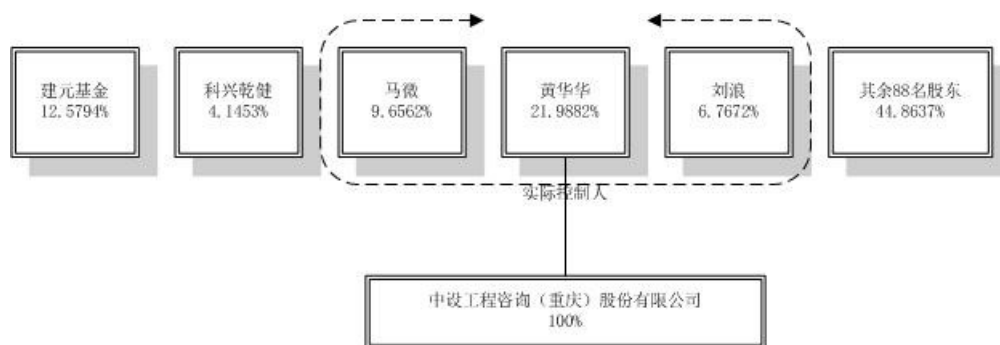 建元基金
12.5794%
科兴乾健
4.1453%
马微
9.6562%
黄华华
21.9882%
刘浪
6.7672%
其余88名股东
44.8637%
实际控制人
中设工程咨询（重庆）股份有限公司
100%